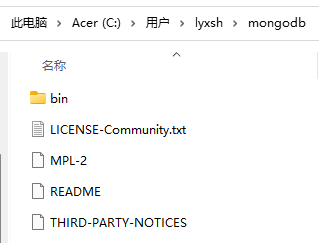 此电脑 > Acer (C:) > 用户 > lyxsh > mongodb
名称
bin
LICENSE-Community.txt
MPL-2
README
THIRD-PARTY-NOTICES